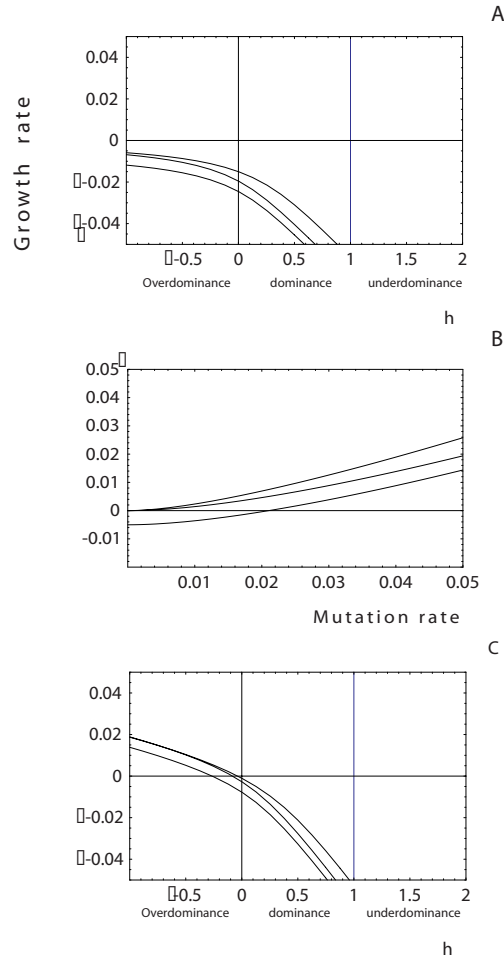 A
Growth rate
0.04
0.02
0
-0.02
-0.04
-0.5 0 0.5 1 1.5 2
Overdominance dominance underdominance
h
B
0.05
0.04
0.03
0.02
0.01
0
-0.01
0.01 0.02 0.03 0.04 0.05
Mutation rate
C
0.04
0.02
0
-0.02
-0.04
-0.5 0 0.5 1 1.5 2
Overdominance dominance underdominance
h